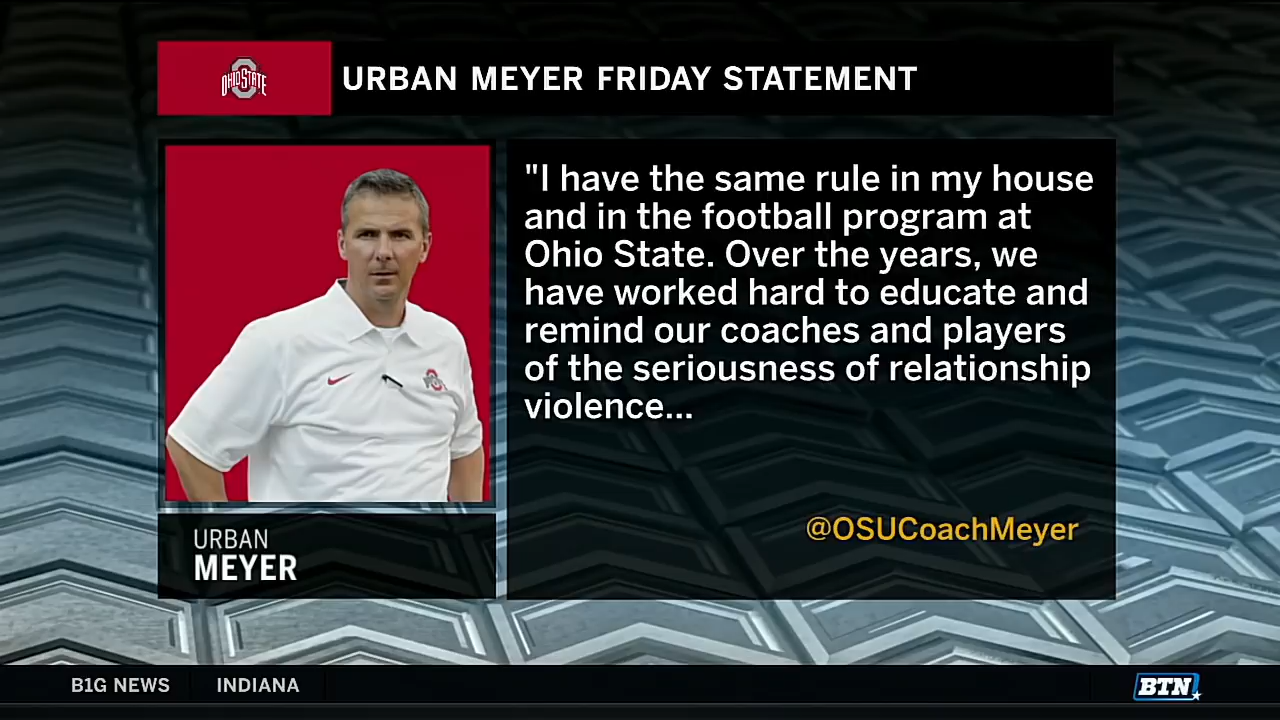 OHIO STATE
URBAN MEYER FRIDAY STATEMENT
"I have the same rule in my house
and in the football program at
Ohio State. Over the years, we
have worked hard to educate and
remind our coaches and players
of the seriousness of relationship
violence...
@OSUCoachMeyer
URBAN
MEYER
B1G NEWS
INDIANA
BTN